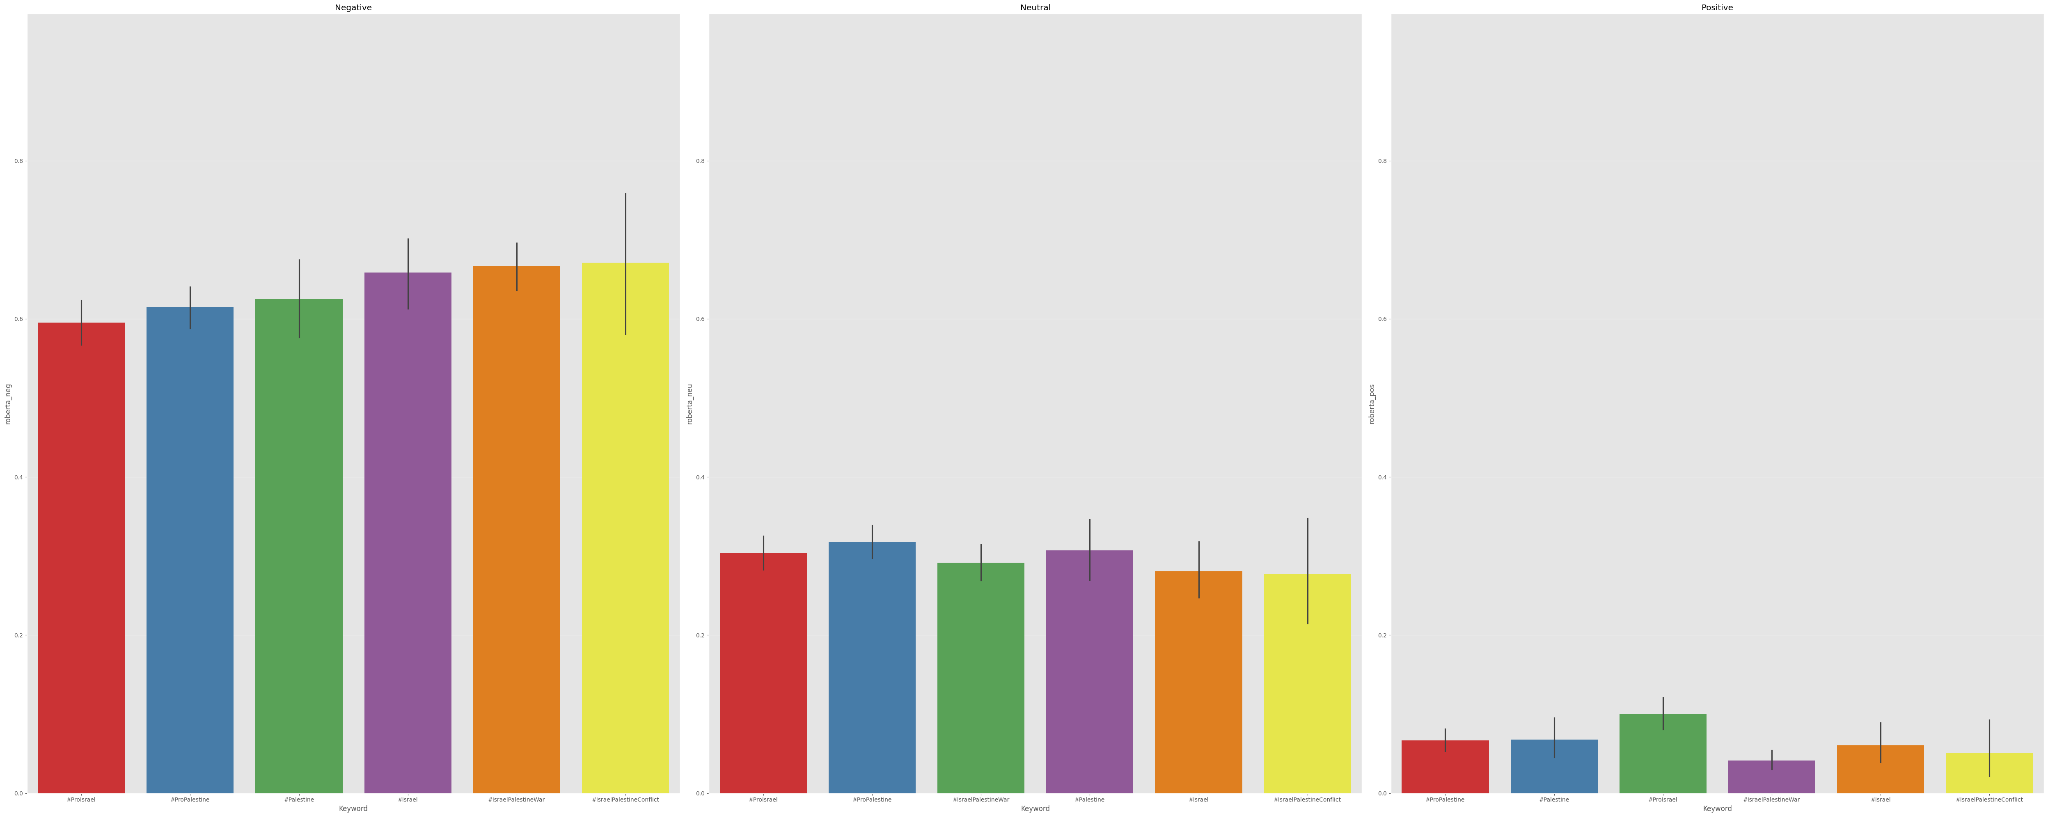 Negative
0.8
0.6
0.4
0.2
0.0
roberta_neg
#ProIsrael
#ProPalestine
#Palestine
#Israel
#IsraelPalestineWar
#IsraelPalestineConflict
Keyword
Neutral
0.8
0.6
0.4
0.2
0.0
roberta_neu
#ProIsrael
#ProPalestine
#IsraelPalestineWar
#Palestine
#Israel
#IsraelPalestineConflict
Keyword
Positive
0.8
0.6
0.4
0.2
0.0
roberta_pos
#ProPalestine
#Palestine
#ProIsrael
#IsraelPalestineWar
#Israel
#IsraelPalestineConflict
Keyword